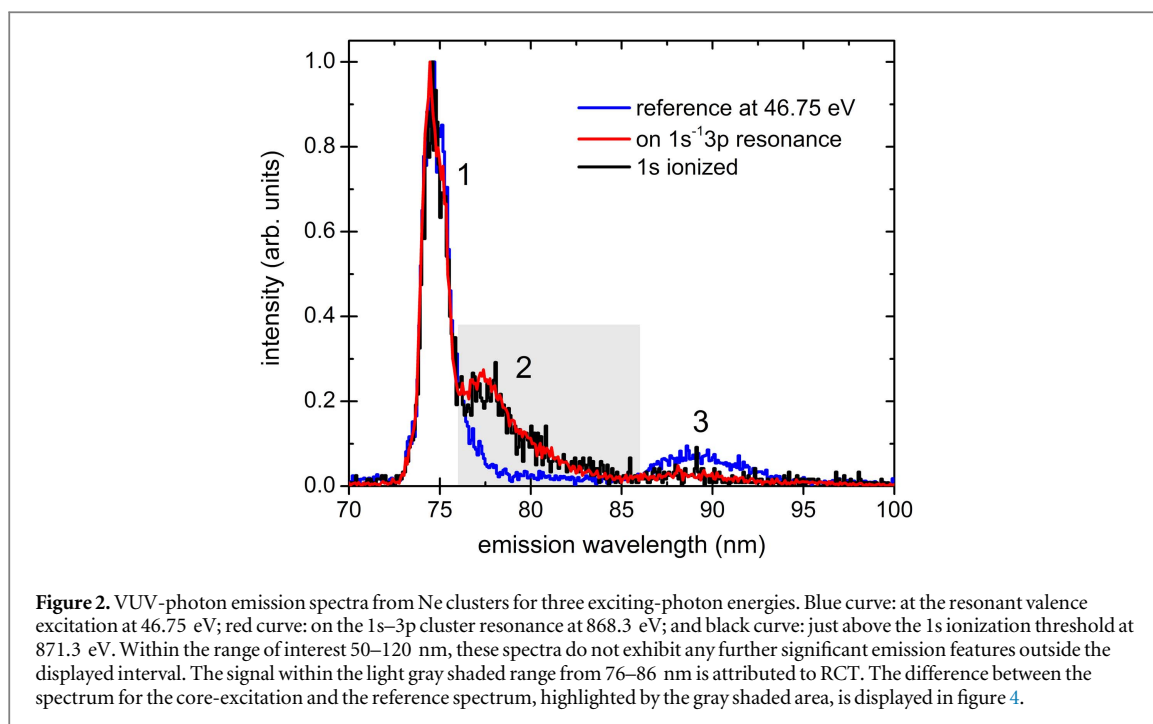 1.0
0.8
0.6
0.4
0.2
0.0
intensity (arb. units)
reference at 46.75 eV
on 1s⁻¹3p resonance
1s ionized
1
2
3
70 75 80 85 90 95 100
emission wavelength (nm)
Figure 2. VUV-photon emission spectra from Ne clusters for three exciting-photon energies. Blue curve: at the resonant valence
excitation at 46.75 eV; red curve: on the 1s–3p cluster resonance at 868.3 eV; and black curve: just above the 1s ionization threshold at
871.3 eV. Within the range of interest 50–120 nm, these spectra do not exhibit any further significant emission features outside the
displayed interval. The signal within the light gray shaded range from 76–86 nm is attributed to RCT. The difference between the
spectrum for the core-excitation and the reference spectrum, highlighted by the gray shaded area, is displayed in figure 4.